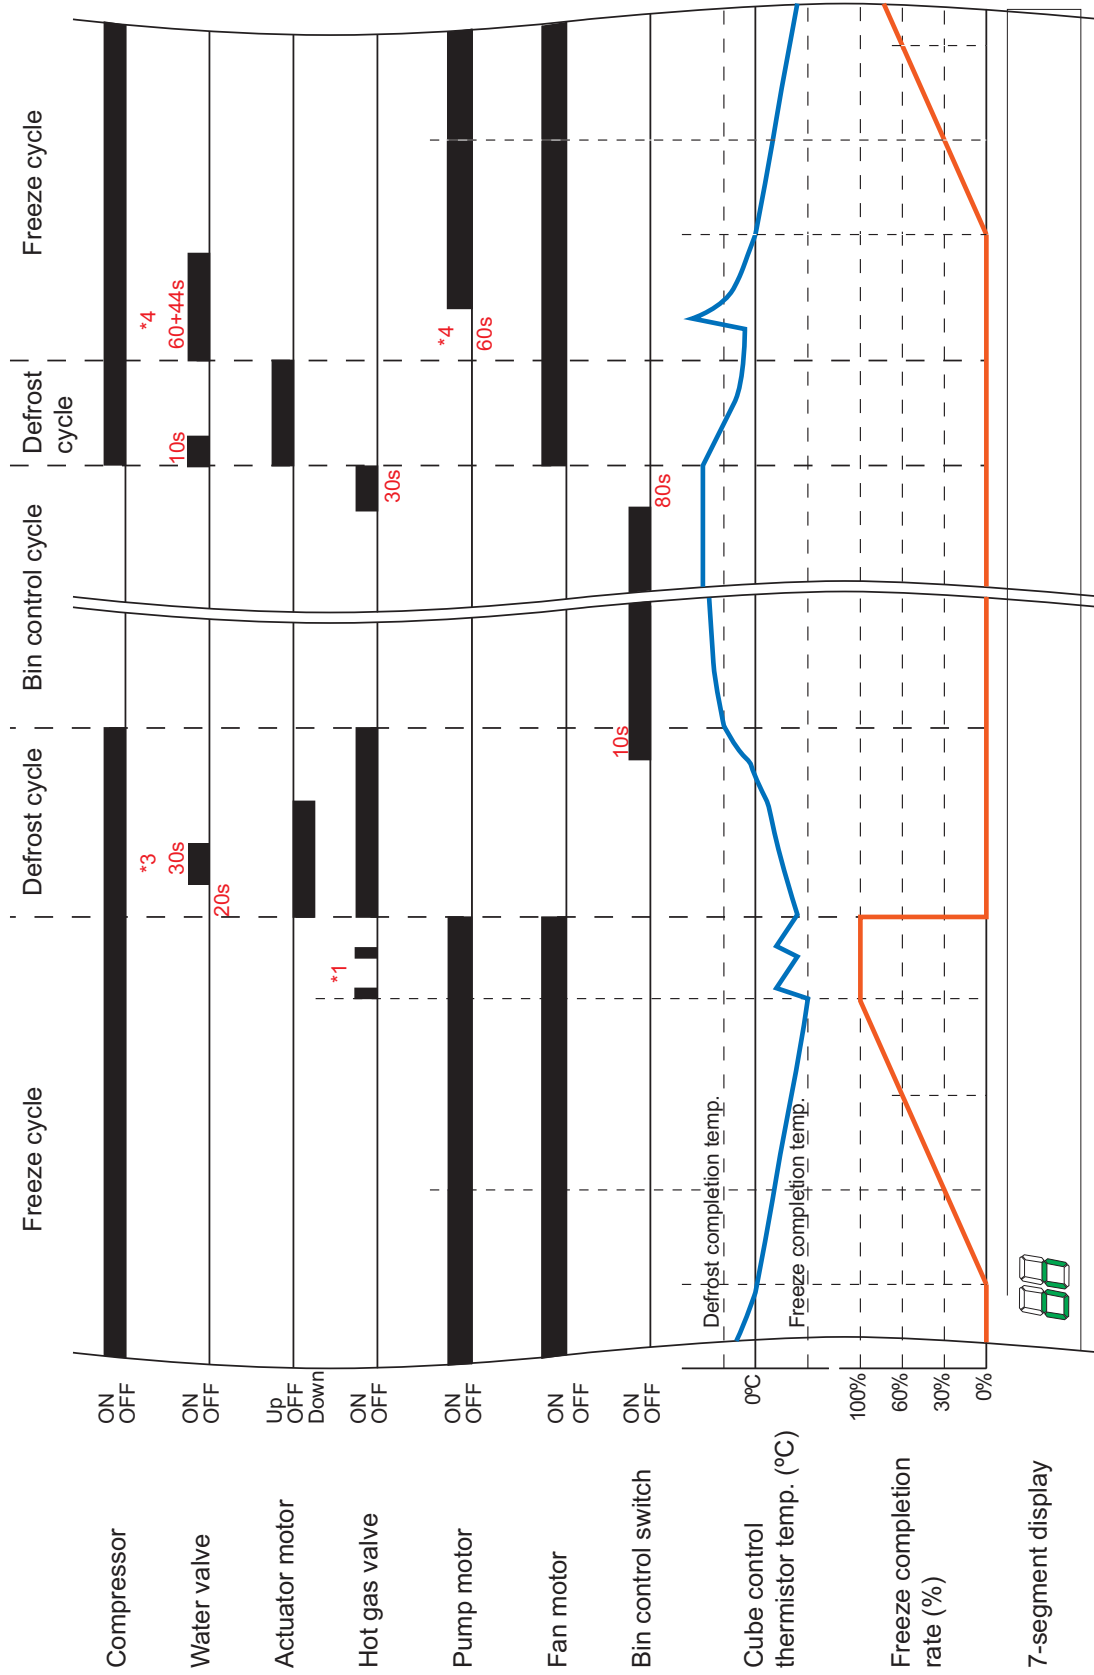 Freeze cycle
Defrost cycle
Bin control cycle
Defrost
cycle
Freeze cycle
Compressor
ON
OFF
Water valve
ON
OFF
*3
30s
20s
10s
*4
60+44s
Actuator motor
Up
OFF
Down
Hot gas valve
ON
OFF
*1
30s
Pump motor
ON
OFF
*4
60s
Fan motor
ON
OFF
Bin control switch
ON
OFF
10s
80s
Cube control
thermistor temp. (ºC)
0ºC
Defrost completion temp.
Freeze completion temp.
Freeze completion
rate (%)
100%
60%
30%
0%
7-segment display